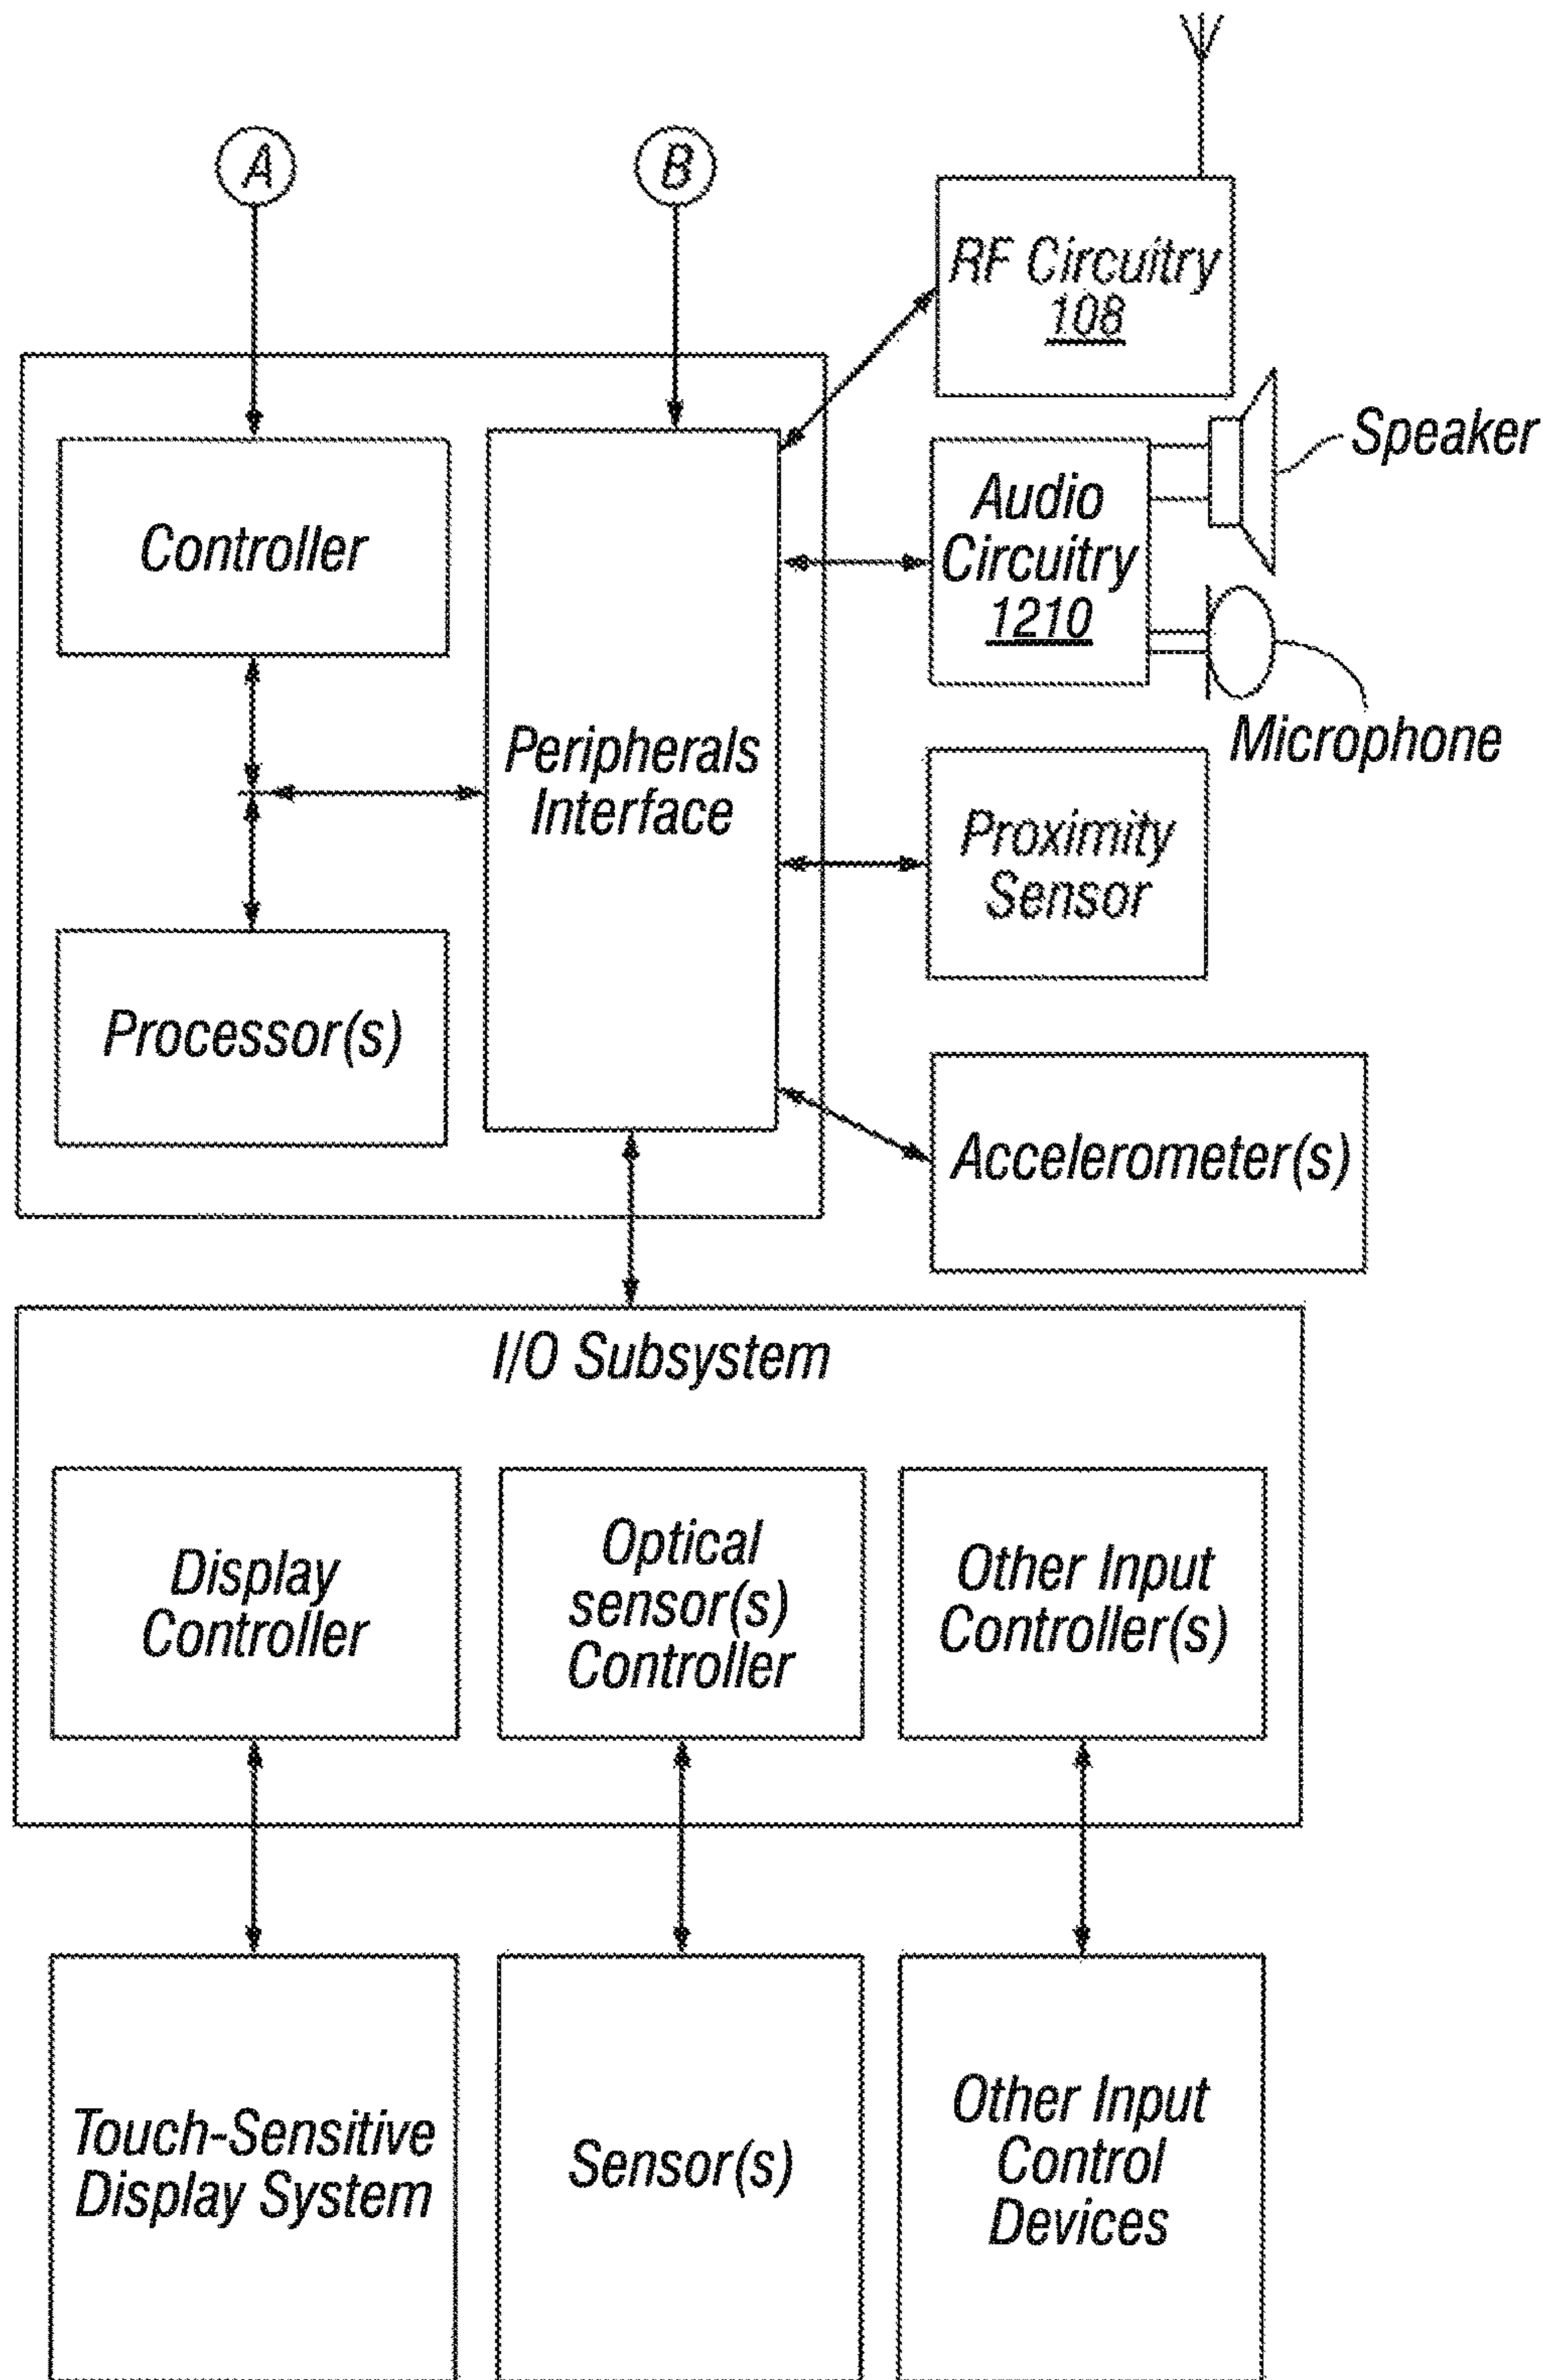 A
B
RF Circuitry
108
Speaker
Controller
Audio
Circuitry
1210
Microphone
Peripherals
Interface
Proximity
Sensor
Processor(s)
Accelerometer(s)
I/O Subsystem
Display
Controller
Optical
sensor(s)
Controller
Other Input
Controller(s)
Touch-Sensitive
Display System
Sensor(s)
Other Input
Control
Devices